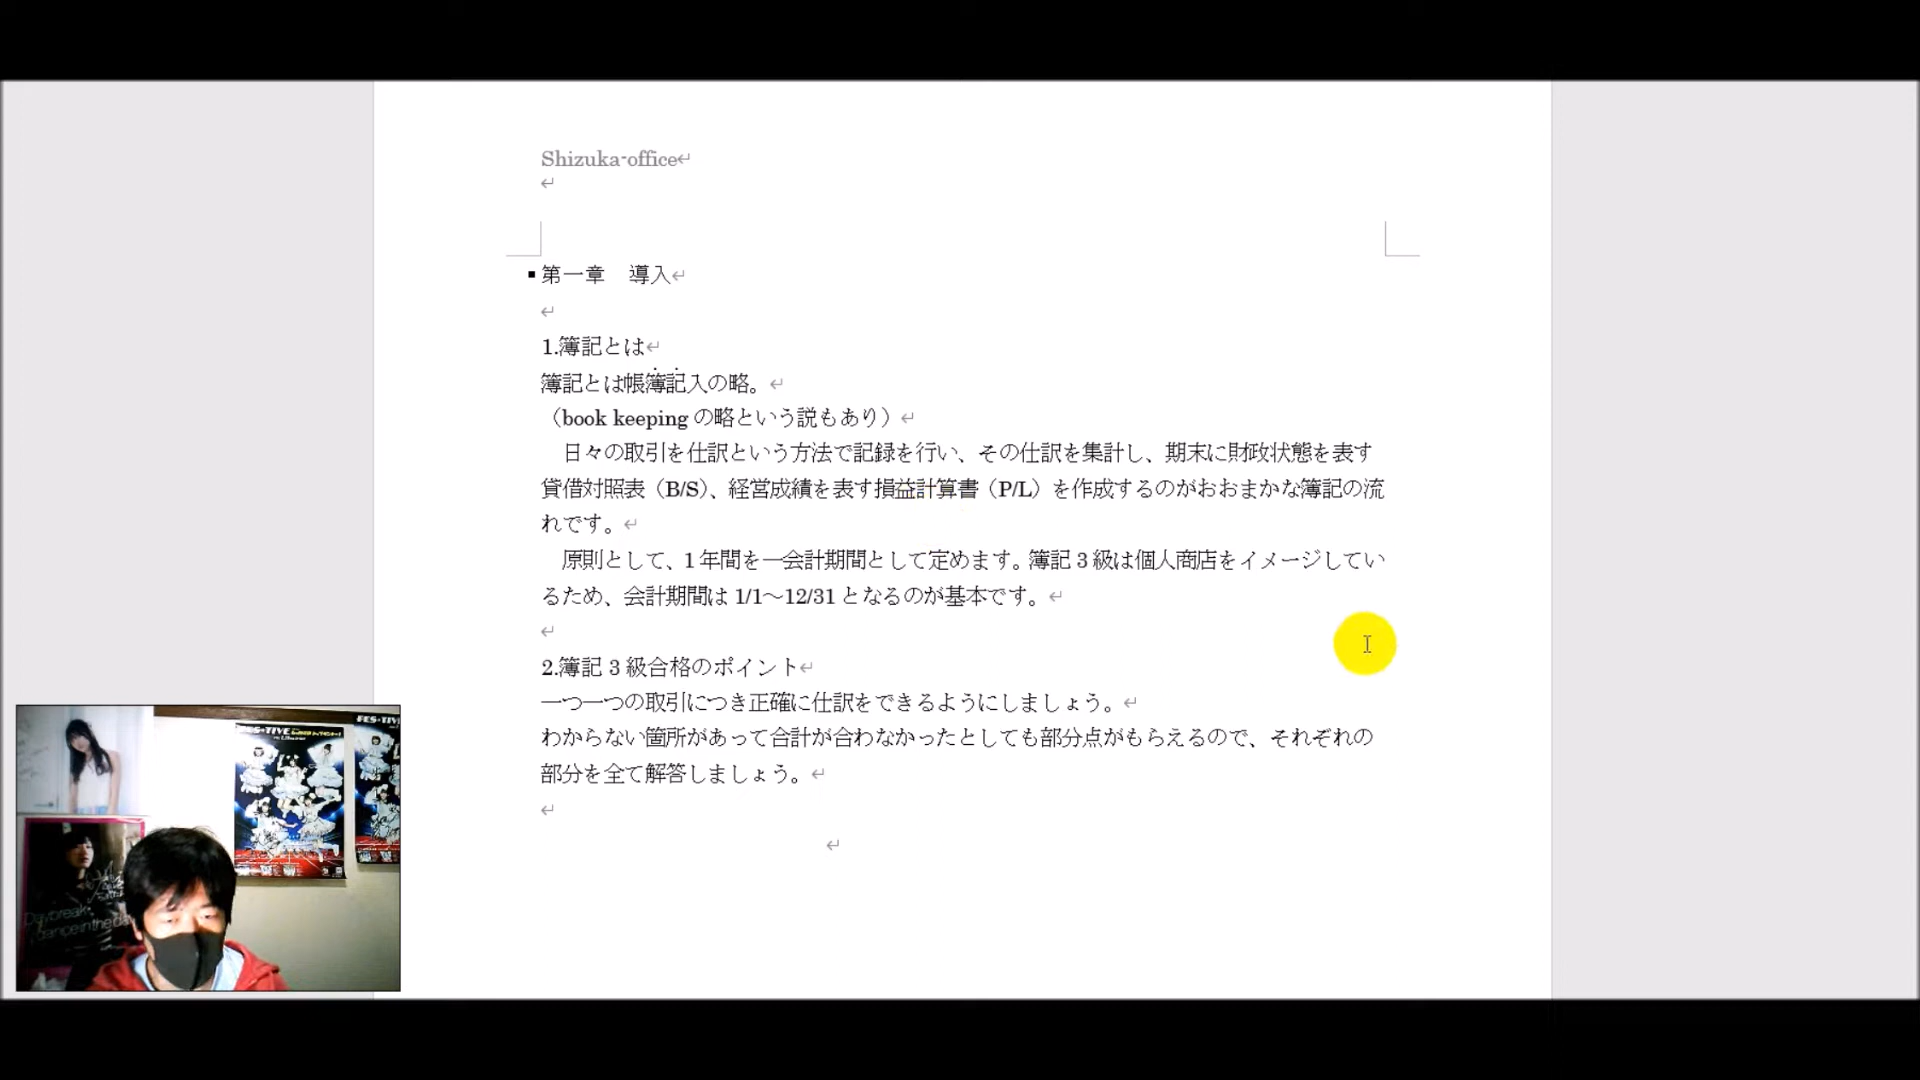 Shizuka-office
第一章　導入
1.簿記とは
簿記とは帳簿記入の略。
（book keeping の略という説もあり）
日々の取引を仕訳という方法で記録を行い、その仕訳を集計し、期末に財政状態を表す
貸借対照表（B/S）、経営成績を表す損益計算書（P/L）を作成するのがおおまかな簿記の流
れです。
原則として、1 年間を一会計期間として定めます。簿記 3 級は個人商店をイメージしてい
るため、会計期間は 1/1～12/31 となるのが基本です。
2.簿記 3 級合格のポイント
一つ一つの取引につき正確に仕訳をできるようにしましょう。
わからない箇所があって合計が合わなかったとしても部分点がもらえるので、それぞれの
部分を全て解答しましょう。
FES☆TIVE
FES☆TIVE
Daybreak